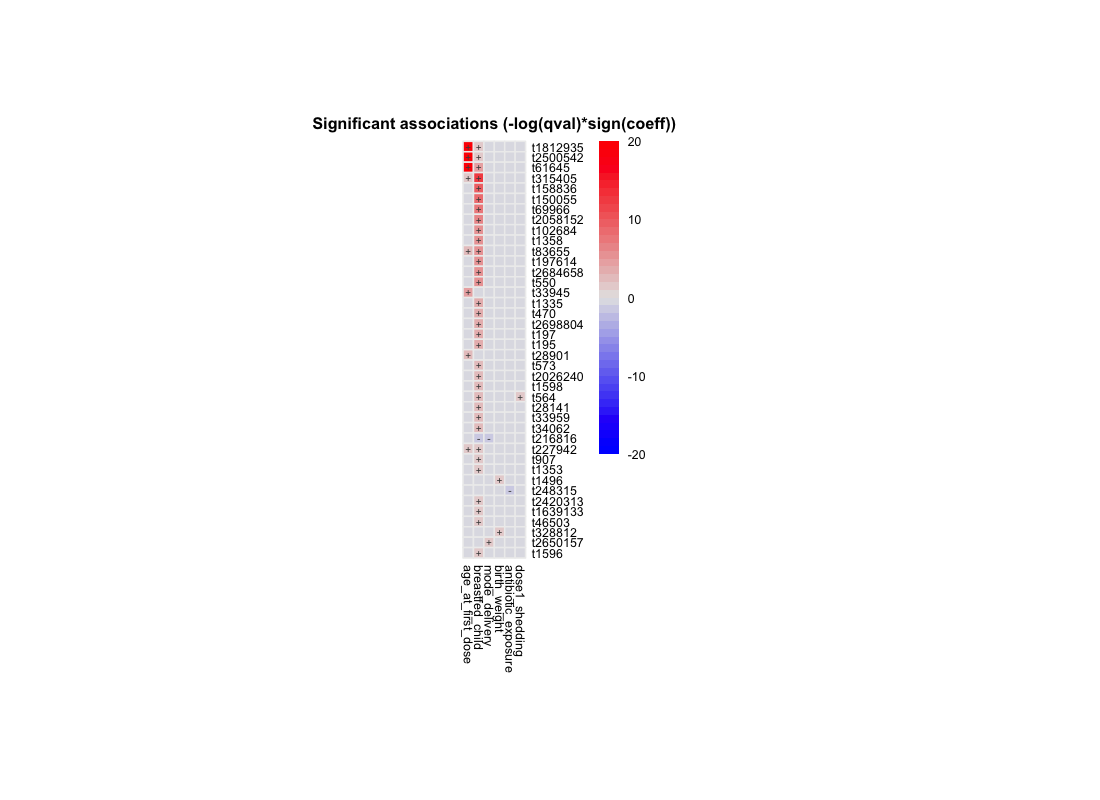 Significant associations (-log(qval)*sign(coeff))
t1812935
t2500542
t61645
t315405
t158836
t150055
t69966
t2058152
t102684
t1358
t83655
t197614
t2684658
t550
t33945
t1335
t470
t2698804
t197
t195
t28901
t573
t2026240
t1598
t564
t28141
t33959
t34062
t216816
t227942
t907
t1353
t1496
t248315
t2420313
t1639133
t46503
t328812
t2650157
t1596
20
10
0
-10
-20
age_at_first_dose
breastfed_child
mode_delivery
birth_weight
antibiotic_exposure
dose1_shedding